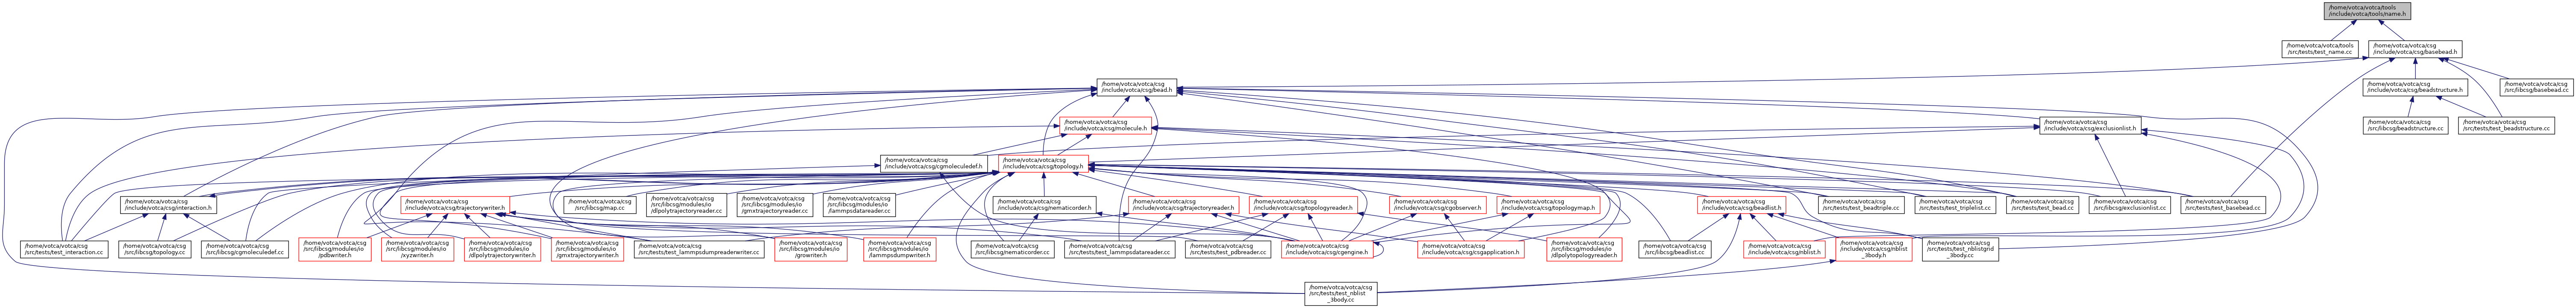 /home/votca/votca/tools
/include/votca/tools/name.h
/home/votca/votca/tools
/src/tests/test_name.cc
/home/votca/votca/csg
/include/votca/csg/basebead.h
/home/votca/votca/csg
/include/votca/csg/bead.h
/home/votca/votca/csg
/include/votca/csg/beadstructure.h
/home/votca/votca/csg
/src/libcsg/basebead.cc
/home/votca/votca/csg
/include/votca/csg/molecule.h
/home/votca/votca/csg
/include/votca/csg/exclusionlist.h
/home/votca/votca/csg
/src/libcsg/beadstructure.cc
/home/votca/votca/csg
/src/tests/test_beadstructure.cc
/home/votca/votca/csg
/include/votca/csg/cgmoleculedef.h
/home/votca/votca/csg
/include/votca/csg/topology.h
/home/votca/votca/csg
/include/votca/csg/interaction.h
/home/votca/votca/csg
/include/votca/csg/trajectorywriter.h
/home/votca/votca/csg
/src/libcsg/map.cc
/home/votca/votca/csg
/src/libcsg/modules/io
/dlpolytrajectoryreader.cc
/home/votca/votca/csg
/src/libcsg/modules/io
/gmxtrajectoryreader.cc
/home/votca/votca/csg
/src/libcsg/modules/io
/lammpsdatareader.cc
/home/votca/votca/csg
/include/votca/csg/nematicorder.h
/home/votca/votca/csg
/include/votca/csg/trajectoryreader.h
/home/votca/votca/csg
/include/votca/csg/topologyreader.h
/home/votca/votca/csg
/include/votca/csg/cgobserver.h
/home/votca/votca/csg
/include/votca/csg/topologymap.h
/home/votca/votca/csg
/include/votca/csg/beadlist.h
/home/votca/votca/csg
/src/tests/test_beadtriple.cc
/home/votca/votca/csg
/src/tests/test_triplelist.cc
/home/votca/votca/csg
/src/tests/test_bead.cc
/home/votca/votca/csg
/src/libcsg/exclusionlist.cc
/home/votca/votca/csg
/src/tests/test_basebead.cc
/home/votca/votca/csg
/src/tests/test_interaction.cc
/home/votca/votca/csg
/src/libcsg/topology.cc
/home/votca/votca/csg
/src/libcsg/cgmoleculedef.cc
/home/votca/votca/csg
/src/libcsg/modules/io
/pdbwriter.h
/home/votca/votca/csg
/src/libcsg/modules/io
/xyzwriter.h
/home/votca/votca/csg
/src/libcsg/modules/io
/dlpolytrajectorywriter.h
/home/votca/votca/csg
/src/libcsg/modules/io
/gmxtrajectorywriter.h
/home/votca/votca/csg
/src/tests/test_lammpsdumpreaderwriter.cc
/home/votca/votca/csg
/src/libcsg/modules/io
/growriter.h
/home/votca/votca/csg
/src/libcsg/modules/io
/lammpsdumpwriter.h
/home/votca/votca/csg
/src/libcsg/nematicorder.cc
/home/votca/votca/csg
/src/tests/test_lammpsdatareader.cc
/home/votca/votca/csg
/src/tests/test_pdbreader.cc
/home/votca/votca/csg
/include/votca/csg/cgengine.h
/home/votca/votca/csg
/include/votca/csg/csgapplication.h
/home/votca/votca/csg
/src/libcsg/modules/io
/dlpolytopologyreader.h
/home/votca/votca/csg
/src/libcsg/beadlist.cc
/home/votca/votca/csg
/include/votca/csg/nblist.h
/home/votca/votca/csg
/include/votca/csg/nblist
_3body.h
/home/votca/votca/csg
/src/tests/test_nblistgrid
_3body.cc
/home/votca/votca/csg
/src/tests/test_nblist
_3body.cc